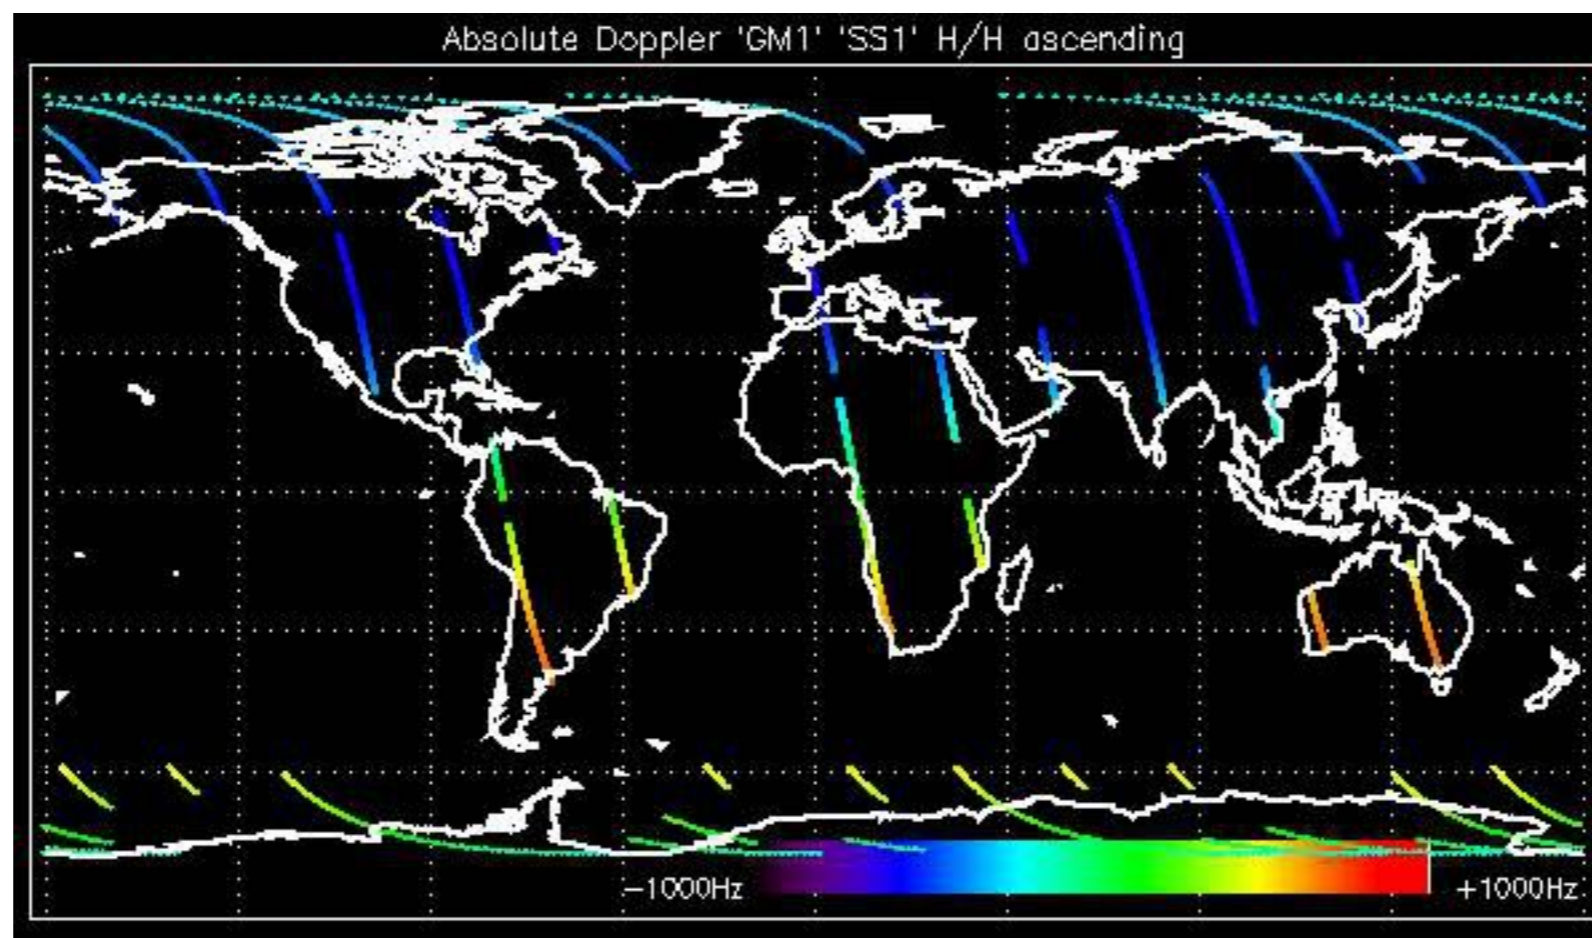 Absolute Doppler 'GM1' 'SS1' H/H ascending
-1000Hz
+1000Hz